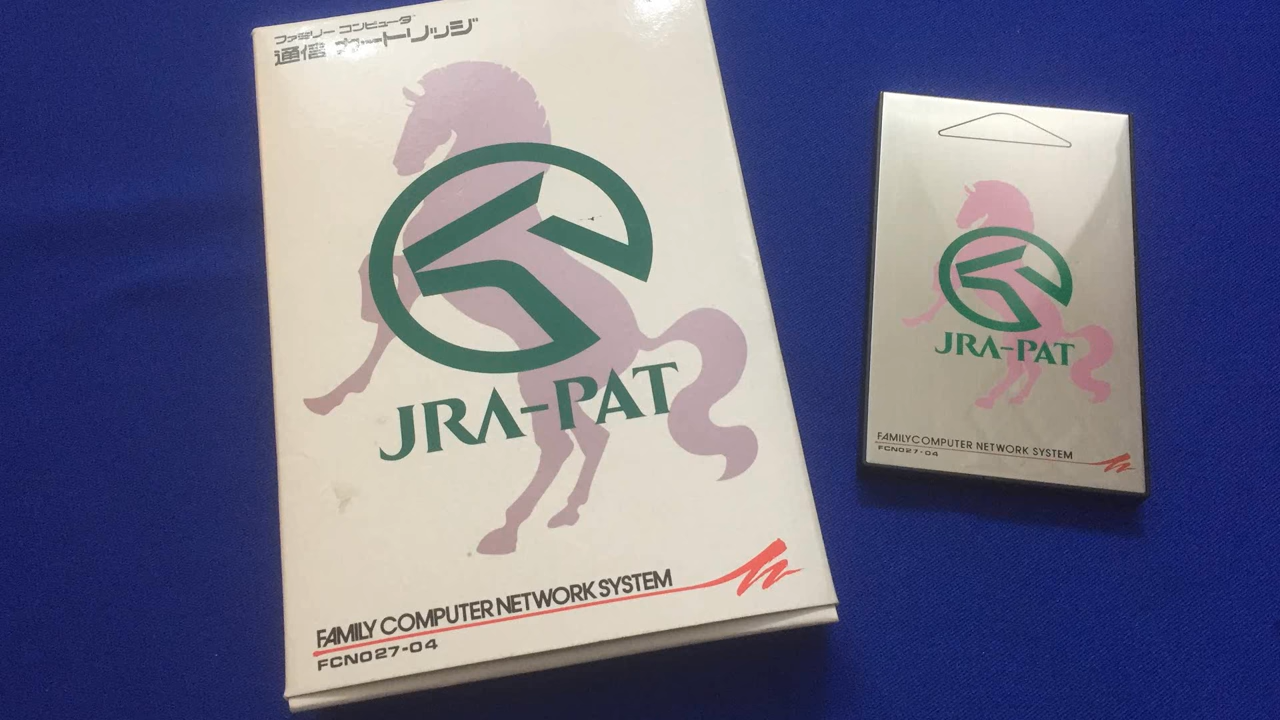 ファミリー コンピュータ
通信 カートリッジ
JRA-PAT
FAMILY COMPUTER NETWORK SYSTEM
FCN027-04
JRA-PAT
FAMILYCOMPUTER NETWORK SYSTEM
FCN027-04